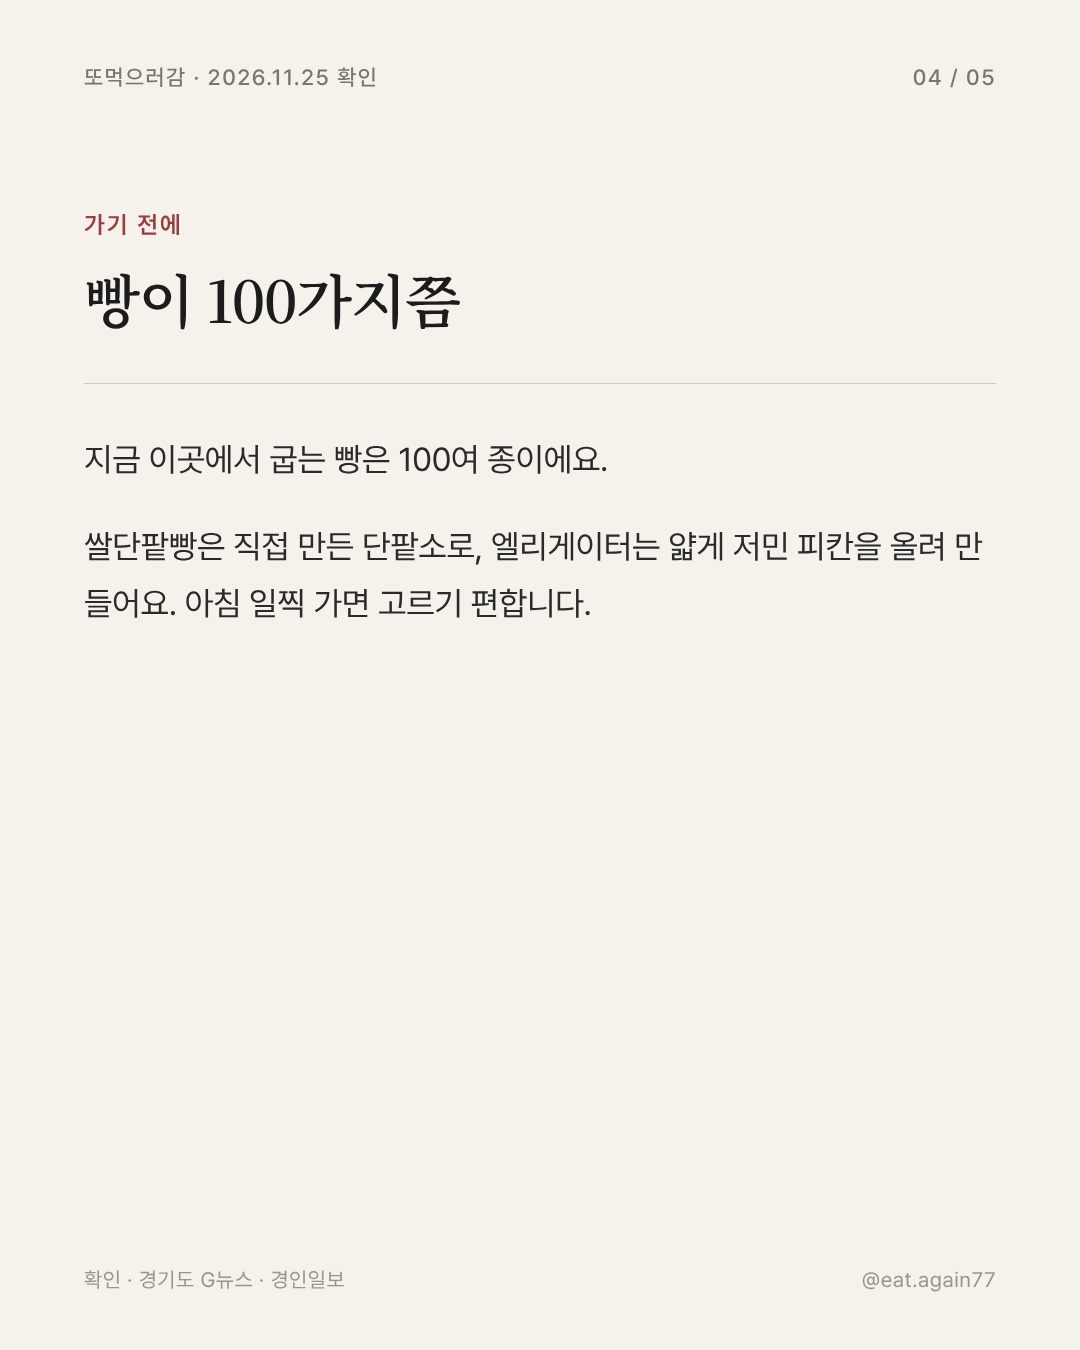 또먹으러감 · 2026.11.25 확인
04 / 05
가기 전에
빵이 100가지쯤
지금 이곳에서 굽는 빵은 100여 종이에요.
쌀단팥빵은 직접 만든 단팥소로, 엘리게이터는 얇게 저민 피칸을 올려 만
들어요. 아침 일찍 가면 고르기 편합니다.
확인 · 경기도 G뉴스 · 경인일보
@eat.again77